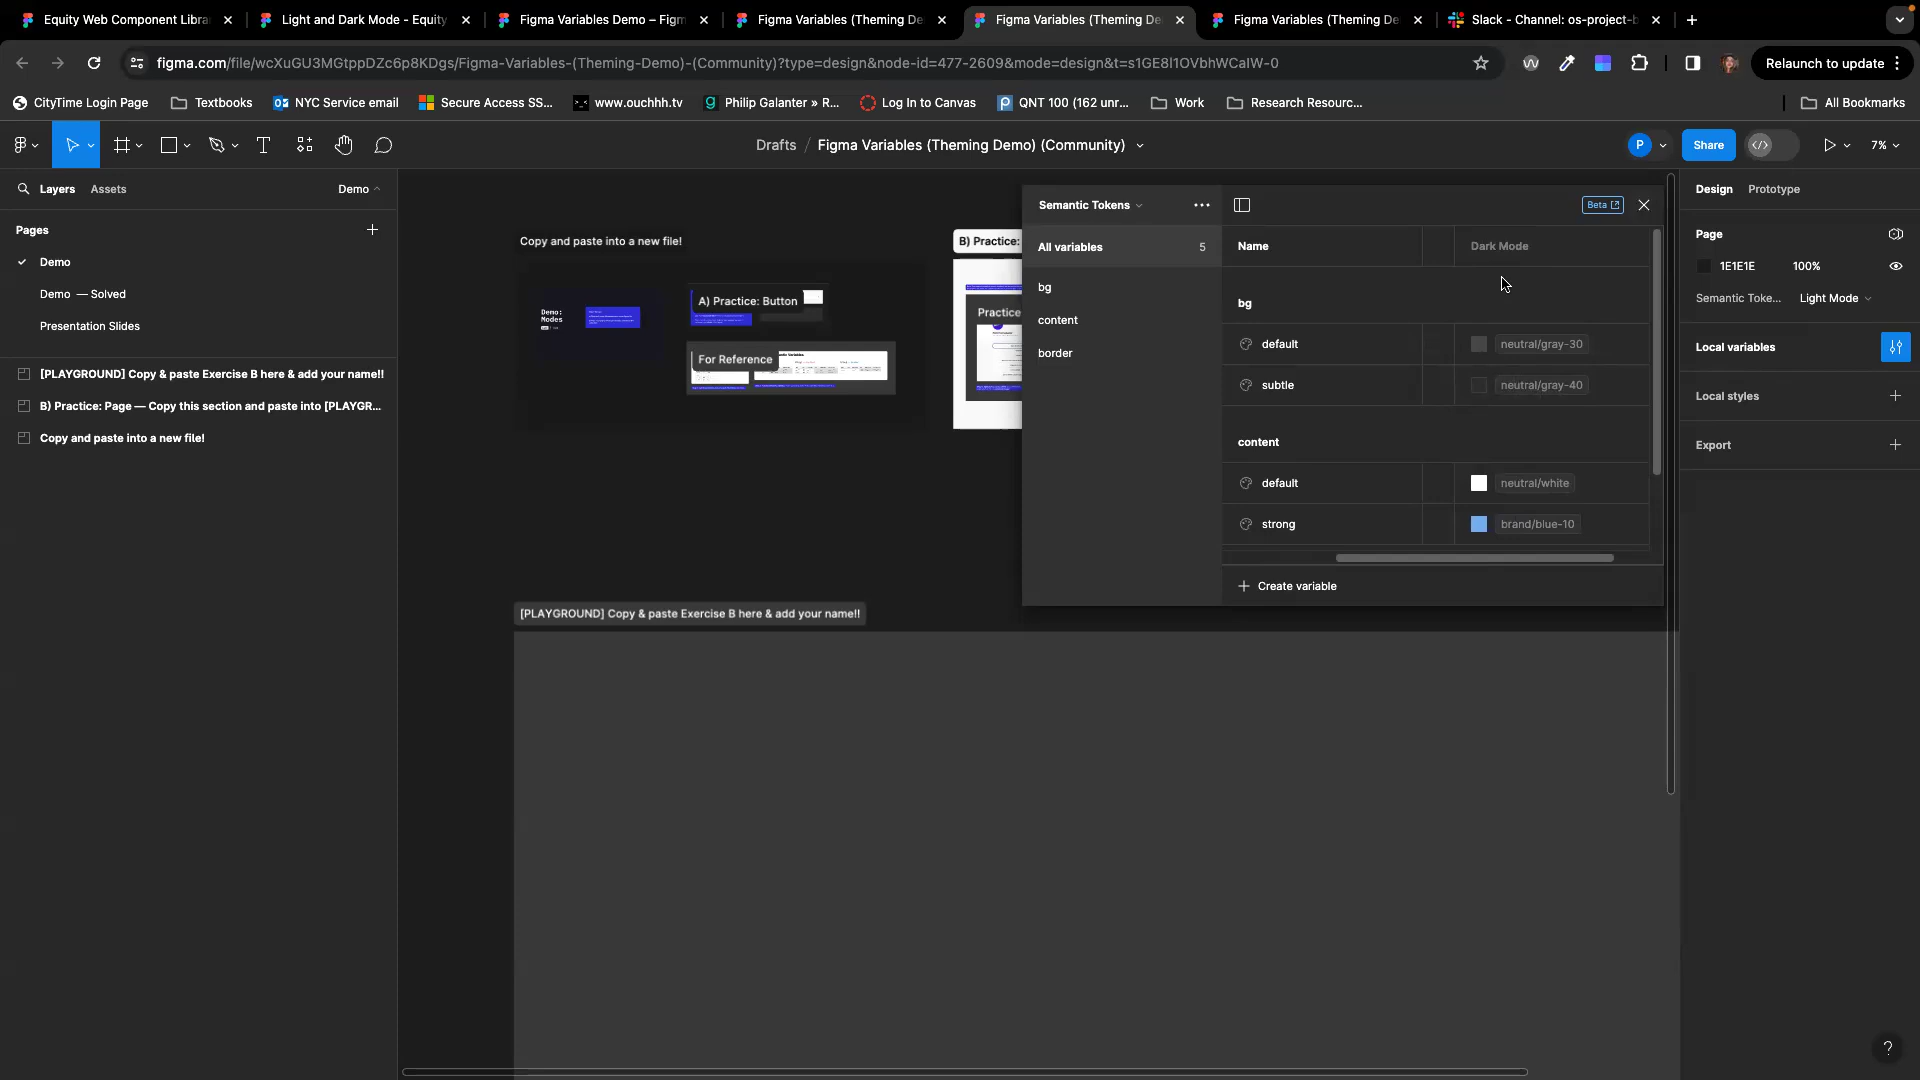 Equity Web Component Libra
Light and Dark Mode - Equity
Figma Variables Demo – Figm
Figma Variables (Theming De
Figma Variables (Theming De
Figma Variables (Theming De
Slack - Channel: os-project-b
figma.com/file/wcXuGU3MGtppDZc6p8KDgs/Figma-Variables-(Theming-Demo)-(Community)?type=design&node-id=477-2609&mode=design&t=s1GE8l1OVbhWCaIW-0
Relaunch to update
CityTime Login Page
Textbooks
NYC Service email
Secure Access SS...
www.ouchhh.tv
Philip Galanter » R...
Log In to Canvas
QNT 100 (162 unr...
Work
Research Resourc...
All Bookmarks
Drafts / Figma Variables (Theming Demo) (Community)
P
Share
7%
Layers
Assets
Demo
Pages
Demo
Demo — Solved
Presentation Slides
[PLAYGROUND] Copy & paste Exercise B here & add your name!!
B) Practice: Page — Copy this section and paste into [PLAYGR...
Copy and paste into a new file!
Copy and paste into a new file!
Demo:
Modes
A) Practice: Button
For Reference
B) Practice:
Practice
[PLAYGROUND] Copy & paste Exercise B here & add your name!!
Semantic Tokens
Beta
All variables 5
bg
content
border
Name
Dark Mode
bg
default
neutral/gray-30
subtle
neutral/gray-40
content
default
neutral/white
strong
brand/blue-10
Create variable
Design
Prototype
Page
1E1E1E
100%
Semantic Toke...
Light Mode
Local variables
Local styles
Export
?